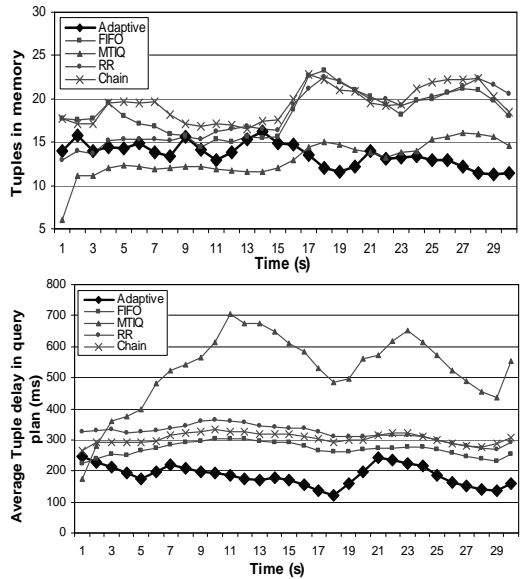 30
25
20
15
10
5
Tuples in memory
Adaptive
FIFO
MTIQ
RR
Chain
1 3 5 7 9 11 13 15 17 19 21 23 25 27 29
Time (s)
800
700
600
500
400
300
200
100
0
Average Tuple delay in query
plan (ms)
Adaptive
FIFO
MTIQ
RR
Chain
1 3 5 7 9 11 13 15 17 19 21 23 25 27 29
Time (s)